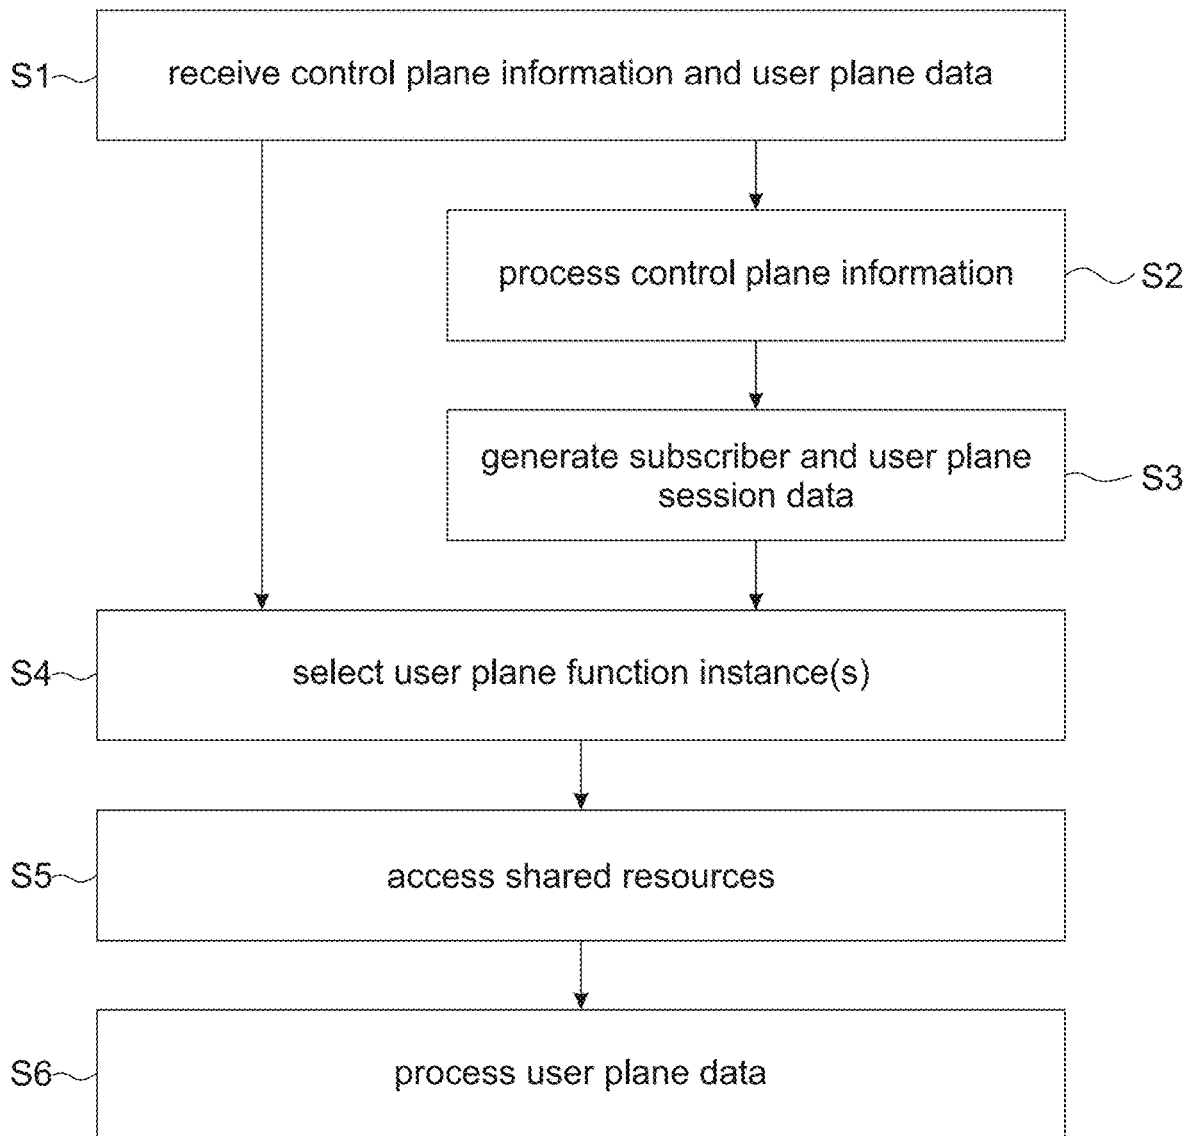 S1
receive control plane information and user plane data
process control plane information
S2
generate subscriber and user plane
session data
S3
S4
select user plane function instance(s)
S5
access shared resources
S6
process user plane data